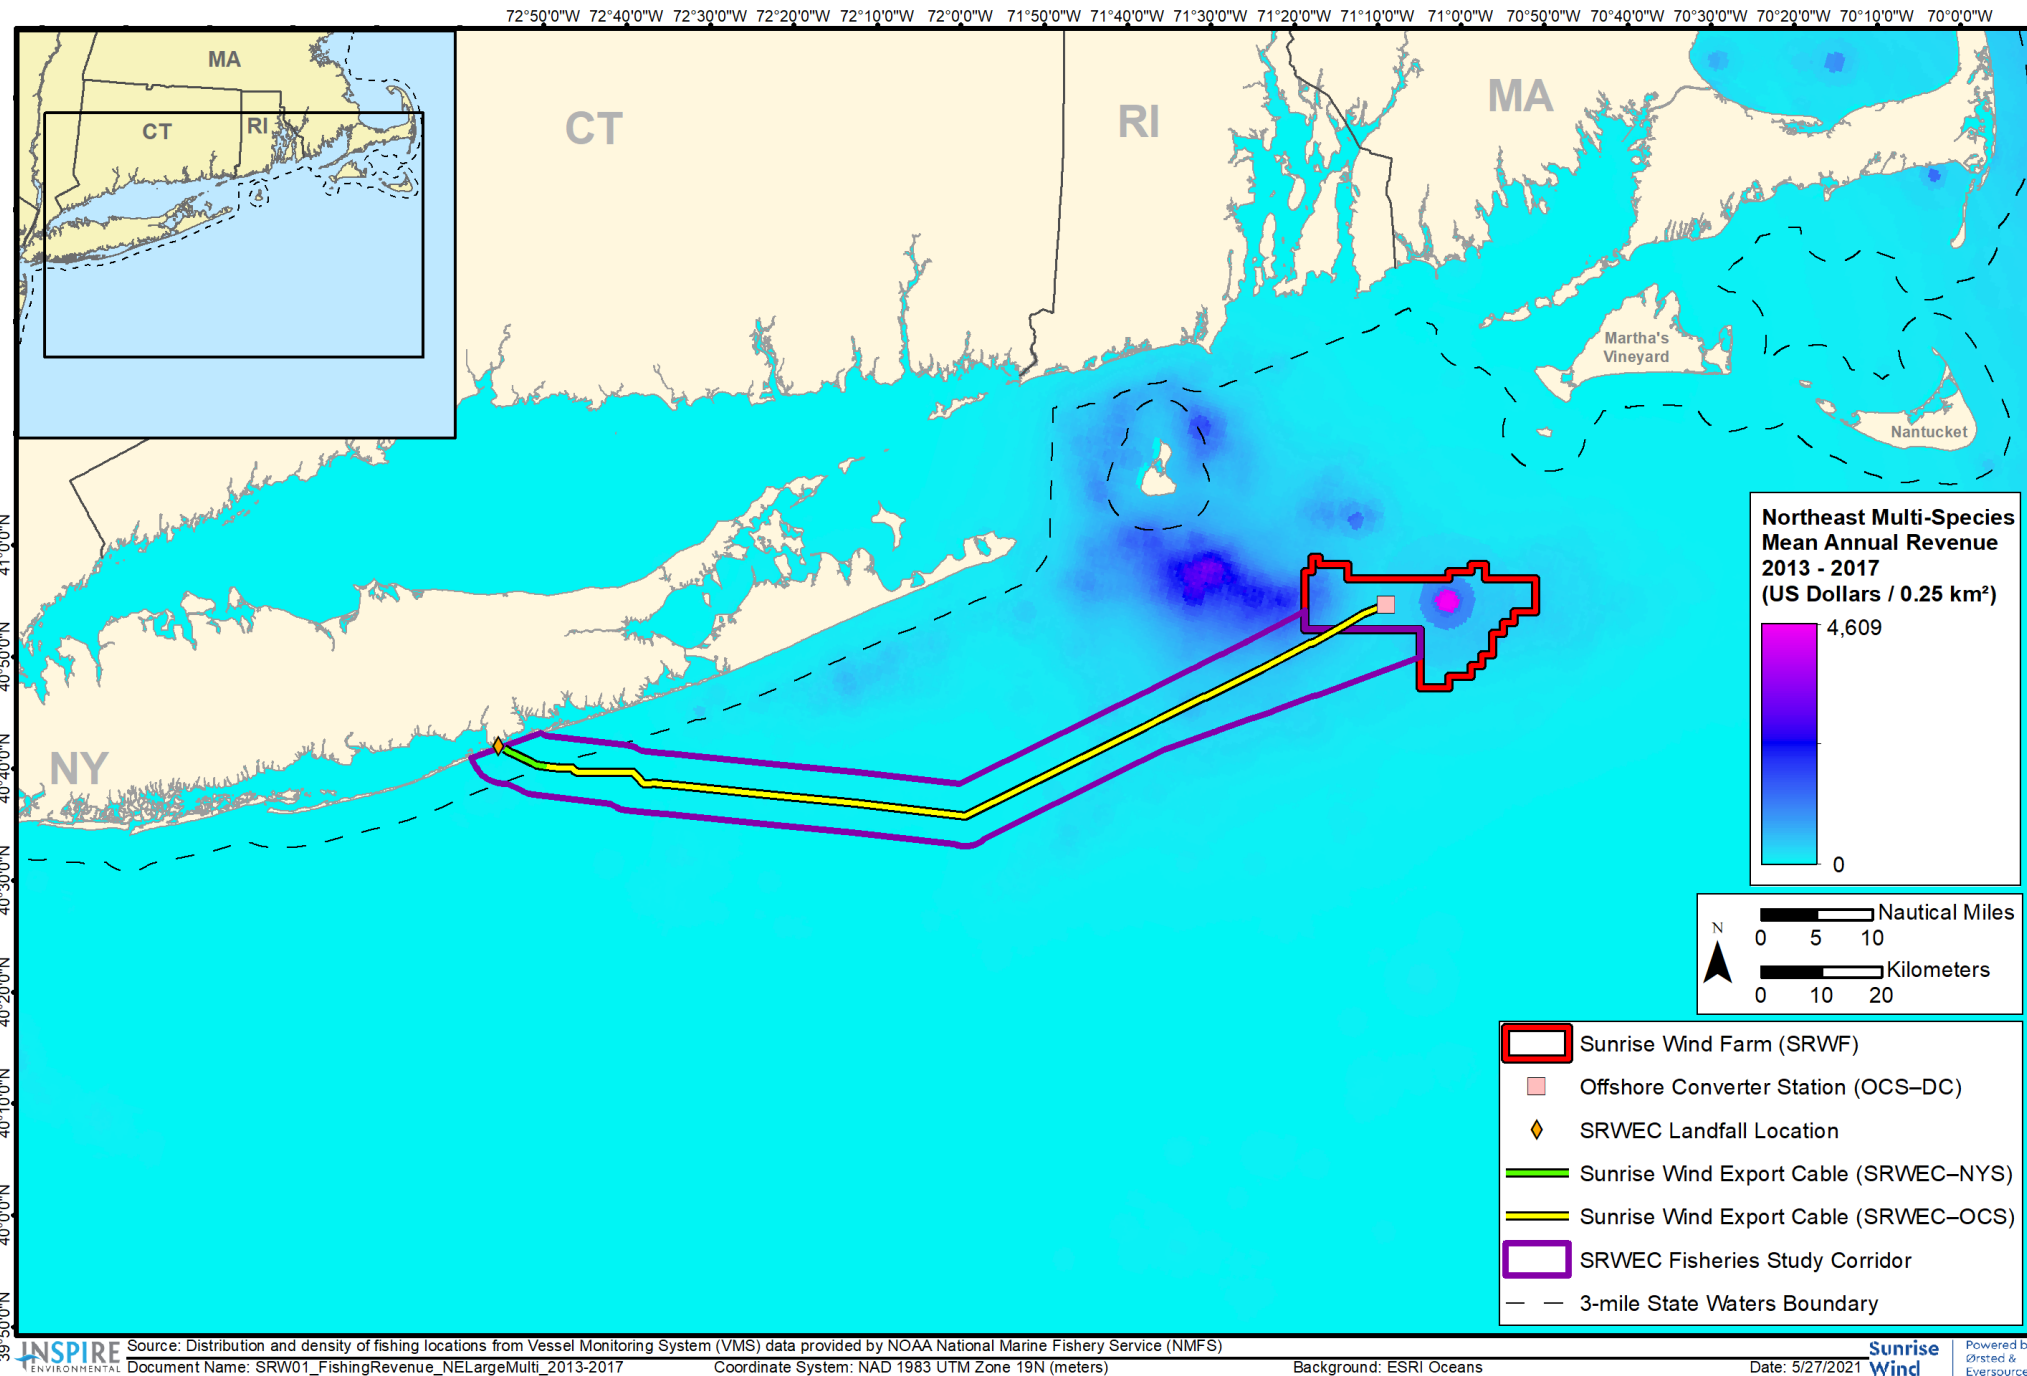 72°50'0"W 72°40'0"W 72°30'0"W 72°20'0"W 72°10'0"W 72°0'0"W 71°50'0"W 71°40'0"W 71°30'0"W 71°20'0"W 71°10'0"W 71°0'0"W 70°50'0"W 70°40'0"W 70°30'0"W 70°20'0"W 70°10'0"W 70°0'0"W
MA
CT
RI
CT
RI
MA
Martha's
Vineyard
Nantucket
NY
41°0'0"N
40°50'0"N
40°40'0"N
40°30'0"N
40°20'0"N
40°10'0"N
40°0'0"N
39°50'0"N
Northeast Multi-Species
Mean Annual Revenue
2013 - 2017
(US Dollars / 0.25 km²)
4,609
0
N
Nautical Miles
0 5 10
Kilometers
0 10 20
Sunrise Wind Farm (SRWF)
Offshore Converter Station (OCS–DC)
SRWEC Landfall Location
Sunrise Wind Export Cable (SRWEC–NYS)
Sunrise Wind Export Cable (SRWEC–OCS)
SRWEC Fisheries Study Corridor
3-mile State Waters Boundary
INSPIRE
ENVIRONMENTAL
Source: Distribution and density of fishing locations from Vessel Monitoring System (VMS) data provided by NOAA National Marine Fishery Service (NMFS)
Document Name: SRW01_FishingRevenue_NELargeMulti_2013-2017 Coordinate System: NAD 1983 UTM Zone 19N (meters) Background: ESRI Oceans Date: 5/27/2021
Sunrise
Wind
Powered by
Ørsted &
Eversource